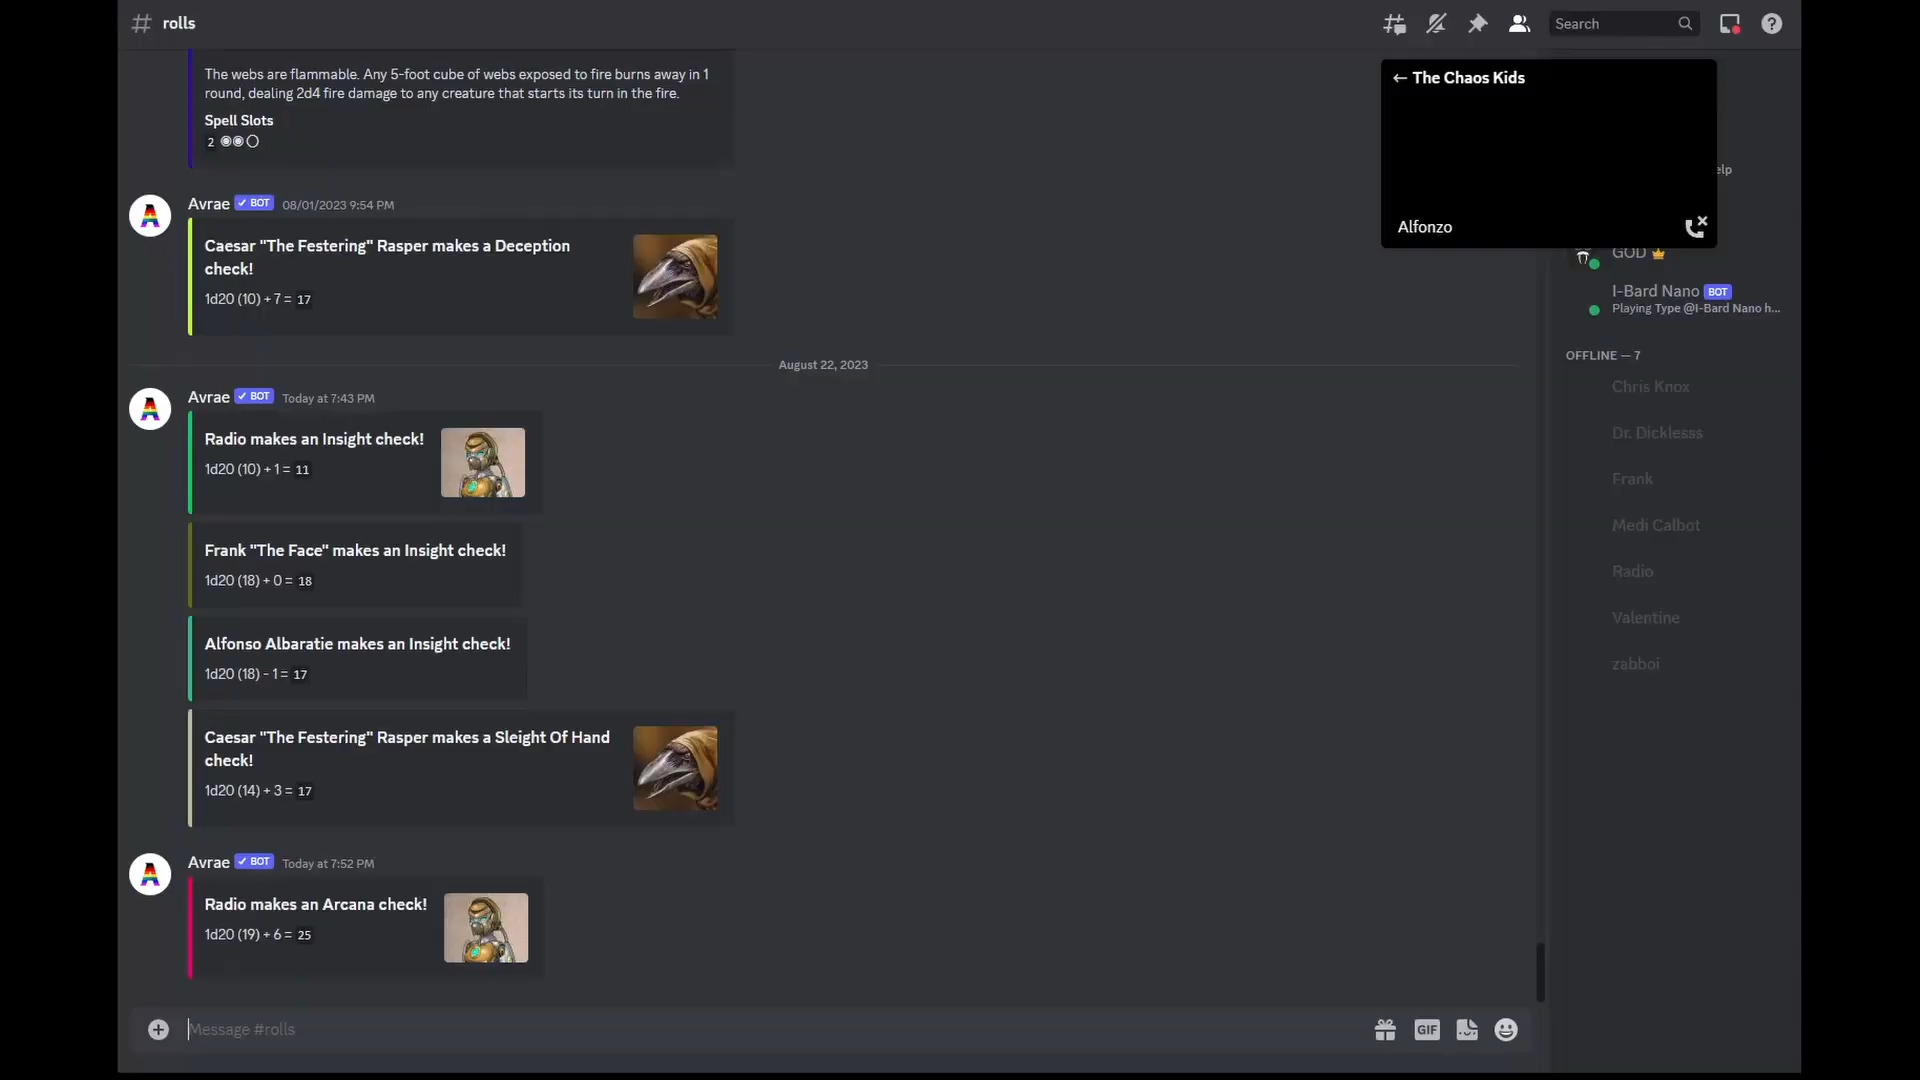 rolls
Search
The webs are flammable. Any 5-foot cube of webs exposed to fire burns away in 1
round, dealing 2d4 fire damage to any creature that starts its turn in the fire.
Spell Slots
2
Avrae ✓ BOT 08/01/2023 9:54 PM
Caesar "The Festering" Rasper makes a Deception
check!
1d20 (10) + 7 = 17
August 22, 2023
Avrae ✓ BOT Today at 7:43 PM
Radio makes an Insight check!
1d20 (10) + 1 = 11
Frank "The Face" makes an Insight check!
1d20 (18) + 0 = 18
Alfonso Albaratie makes an Insight check!
1d20 (18) - 1 = 17
Caesar "The Festering" Rasper makes a Sleight Of Hand
check!
1d20 (14) + 3 = 17
Avrae ✓ BOT Today at 7:52 PM
Radio makes an Arcana check!
1d20 (19) + 6 = 25
Message #rolls
GIF
← The Chaos Kids
Alfonzo
elp
GOD
I-Bard Nano BOT
Playing Type @I-Bard Nano h...
OFFLINE — 7
Chris Knox
Dr. Dicklesss
Frank
Medi Calbot
Radio
Valentine
zabboi